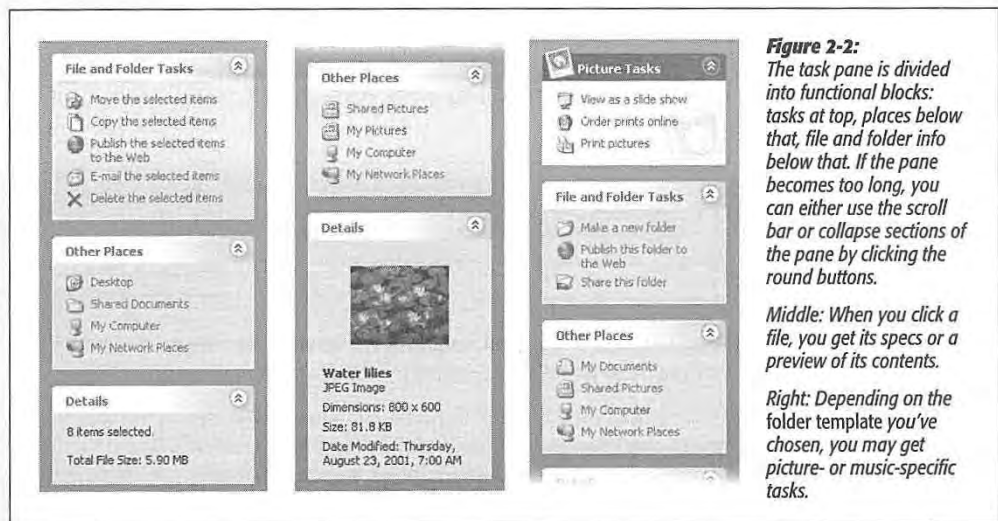 File and Folder Tasks
Move the selected items
Copy the selected items
Publish the selected items
to the Web
E-mail the selected items
Delete the selected items
Other Places
Desktop
Shared Documents
My Computer
My Network Places
Details
8 items selected.
Total File Size: 5.90 MB
Other Places
Shared Pictures
My Pictures
My Computer
My Network Places
Details
Water lilies
JPEG Image
Dimensions: 800 x 600
Size: 81.8 KB
Date Modified: Thursday,
August 23, 2001, 7:00 AM
Picture Tasks
View as a slide show
Order prints online
Print pictures
File and Folder Tasks
Make a new folder
Publish this folder to
the Web
Share this folder
Other Places
My Documents
Shared Pictures
My Computer
My Network Places
Figure 2-2:
The task pane is divided
into functional blocks:
tasks at top, places below
that, file and folder info
below that. If the pane
becomes too long, you
can either use the scroll
bar or collapse sections of
the pane by clicking the
round buttons.
Middle: When you click a
file, you get its specs or a
preview of its contents.
Right: Depending on the
folder template you've
chosen, you may get
picture- or music-specific
tasks.